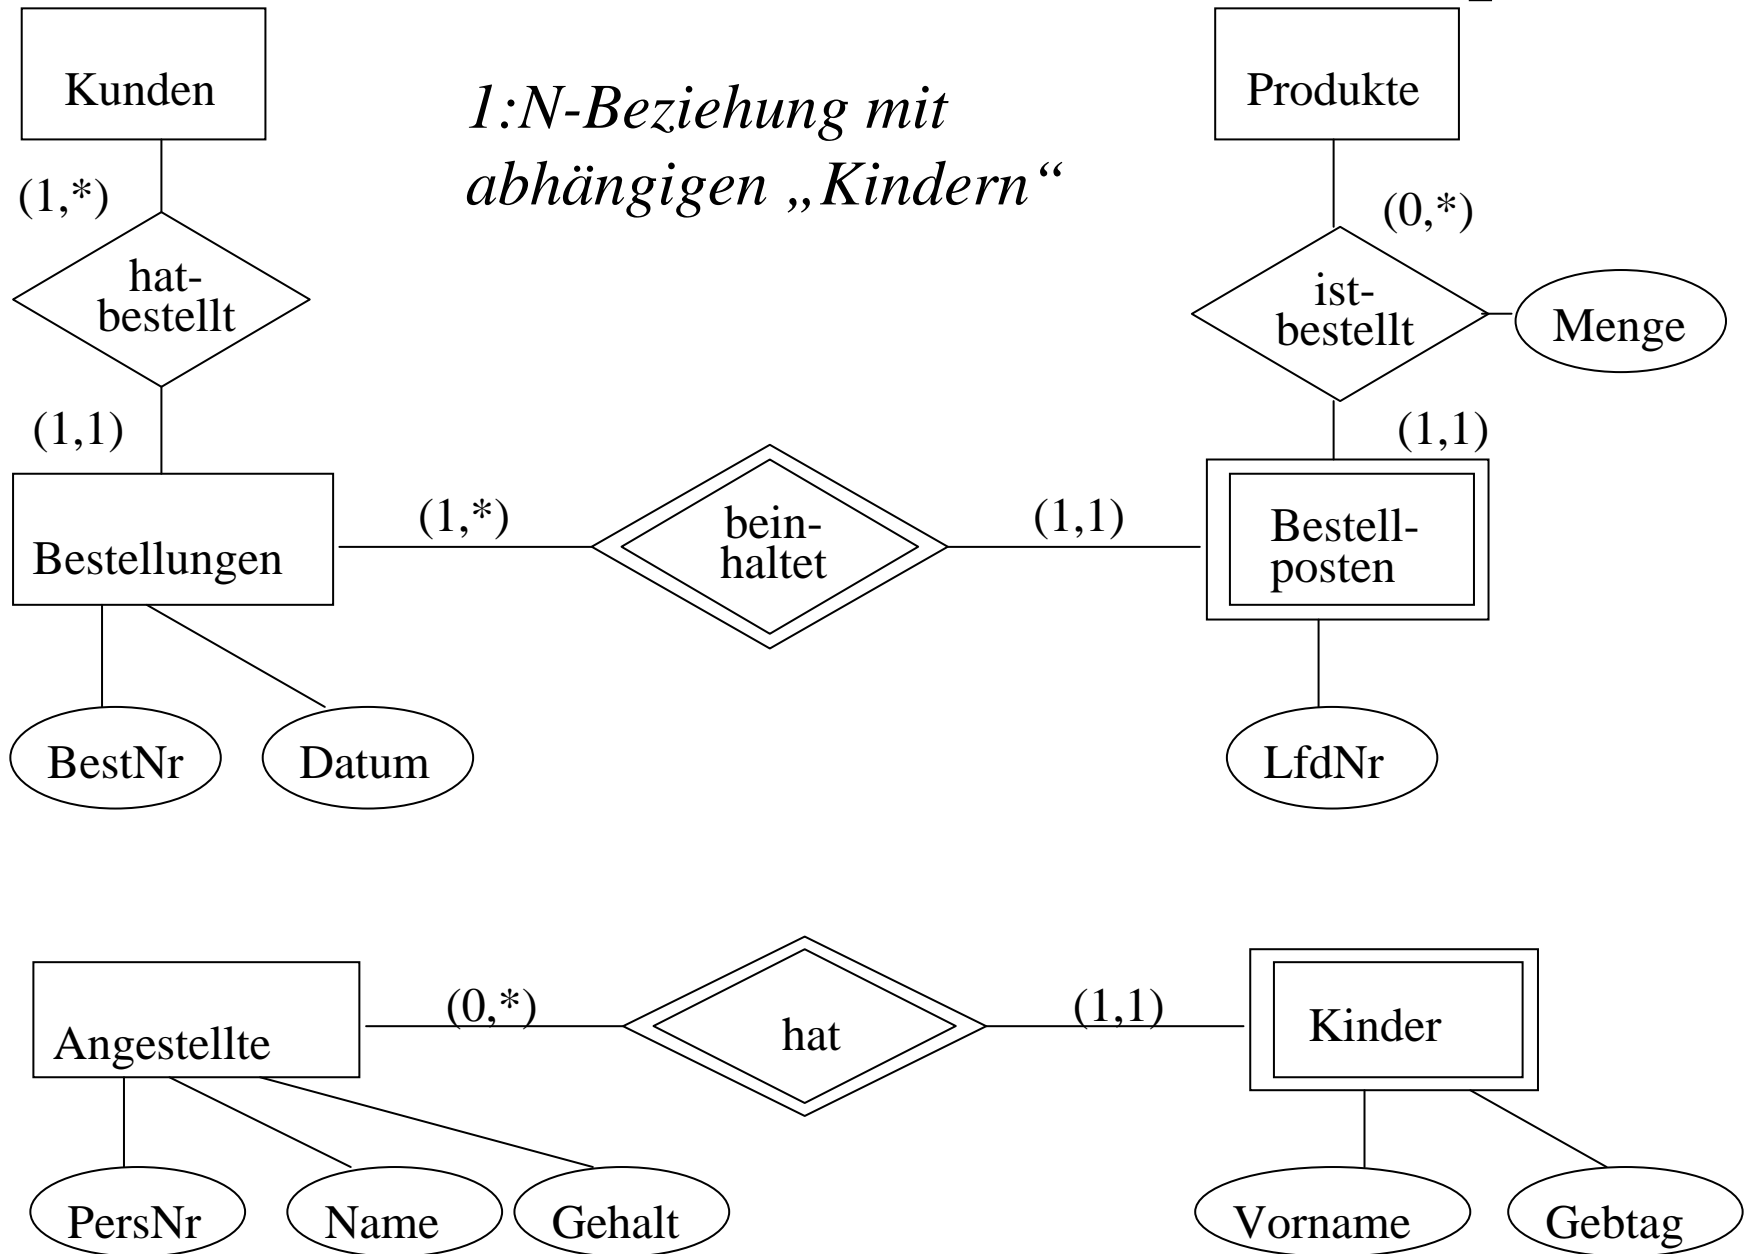 Kunden
Produkte
1:N-Beziehung mit
abhängigen „Kindern“
(1,*)
(0,*)
hat-
bestellt
ist-
bestellt
Menge
(1,1)
(1,1)
Bestellungen
(1,*)
bein-
haltet
(1,1)
Bestell-
posten
BestNr
Datum
LfdNr
Angestellte
(0,*)
hat
(1,1)
Kinder
PersNr
Name
Gehalt
Vorname
Gebtag